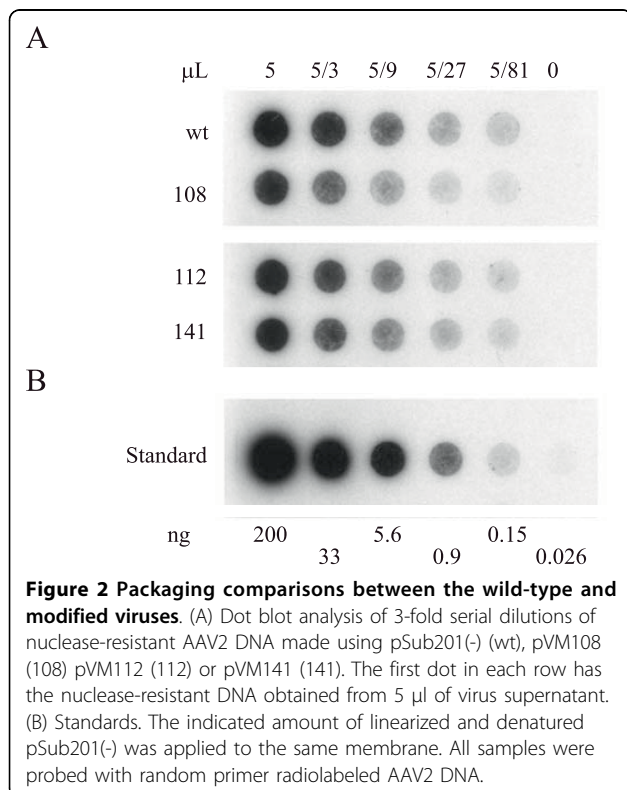 A
μL 5 5/3 5/9 5/27 5/81 0
wt
108
112
141
B
Standard
ng 200 5.6 0.15
33 0.9 0.026
Figure 2 Packaging comparisons between the wild-type and
modified viruses. (A) Dot blot analysis of 3-fold serial dilutions of
nuclease-resistant AAV2 DNA made using pSub201(-) (wt), pVM108
(108) pVM112 (112) or pVM141 (141). The first dot in each row has
the nuclease-resistant DNA obtained from 5 μl of virus supernatant.
(B) Standards. The indicated amount of linearized and denatured
pSub201(-) was applied to the same membrane. All samples were
probed with random primer radiolabeled AAV2 DNA.